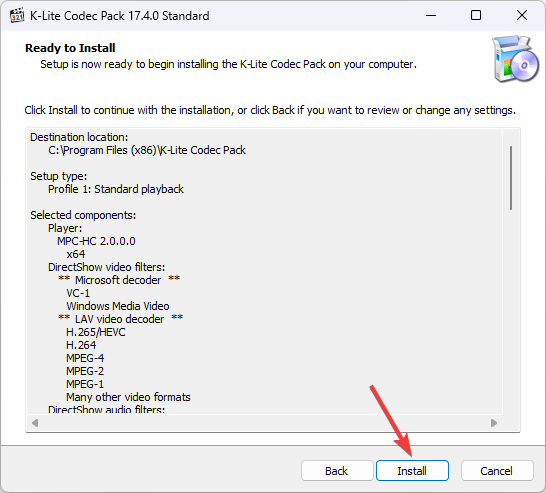 K-Lite Codec Pack 17.4.0 Standard
Ready to Install
Setup is now ready to begin installing the K-Lite Codec Pack on your computer.
Click Install to continue with the installation, or click Back if you want to review or change any settings.
Destination location:
C:\Program Files (x86)\K-Lite Codec Pack
Setup type:
Profile 1: Standard playback
Selected components:
Player:
MPC-HC 2.0.0.0
x64
DirectShow video filters:
** Microsoft decoder **
VC-1
Windows Media Video
** LAV video decoder **
H.265/HEVC
H.264
MPEG-4
MPEG-2
MPEG-1
Many other video formats
DirectShow audio filters:
Back Install Cancel